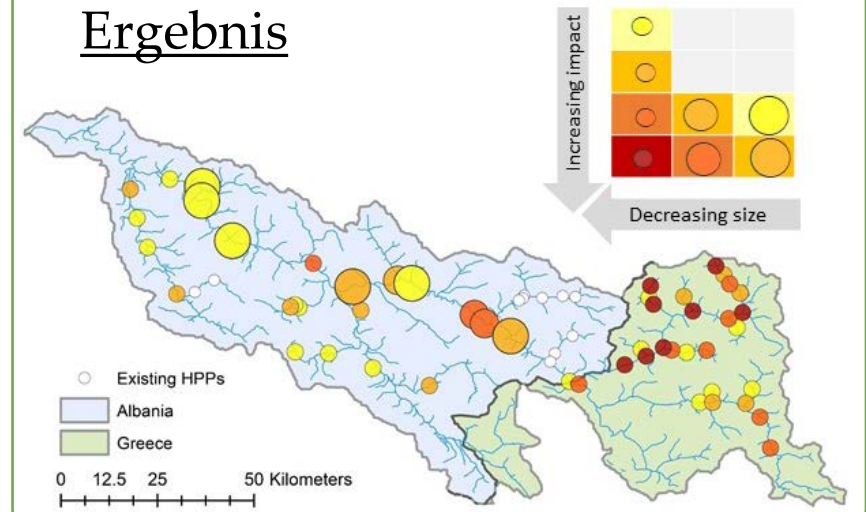 Ergebnis
Increasing impact
Decreasing size
Existing HPPs
Albania
Greece
0 12.5 25 50 Kilometers